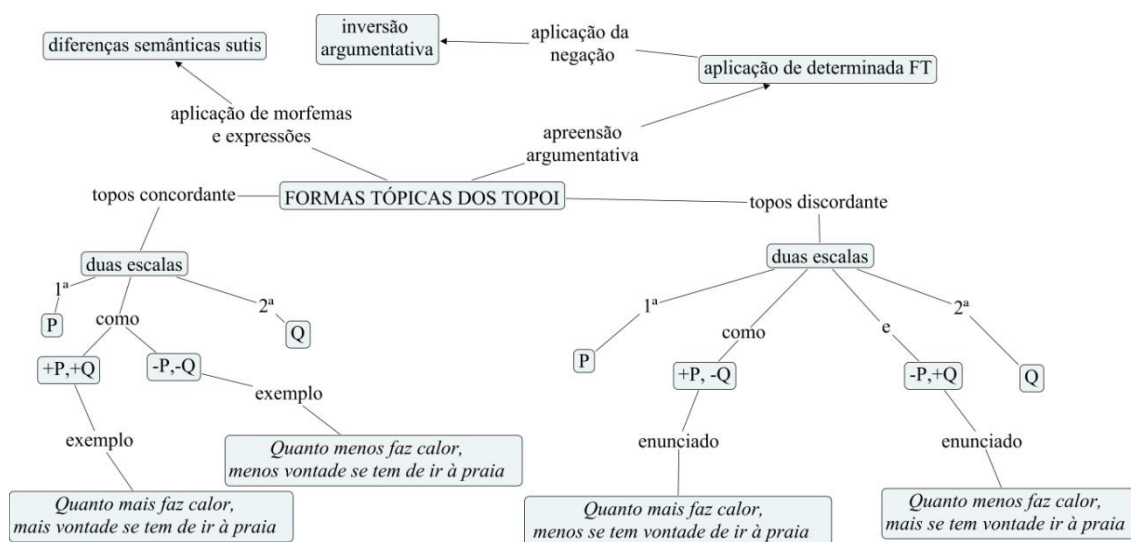 inversão
argumentativa
aplicação da
negação
diferenças semânticas sutis
aplicação de determinada FT
aplicação de morfemas
e expressões
apreensão
argumentativa
topos concordante
FORMAS TÓPICAS DOS TOPOI
topos discordante
duas escalas
duas escalas
1ª
como
2ª
P
Q
+P,+Q
-P,-Q
1ª
como
e
2ª
P
+P, -Q
-P,+Q
Q
exemplo
exemplo
enunciado
enunciado
Quanto menos faz calor,
menos vontade se tem de ir à praia
Quanto mais faz calor,
mais vontade se tem de ir à praia
Quanto mais faz calor,
menos se tem vontade de ir à praia
Quanto menos faz calor,
mais se tem vontade ir à praia